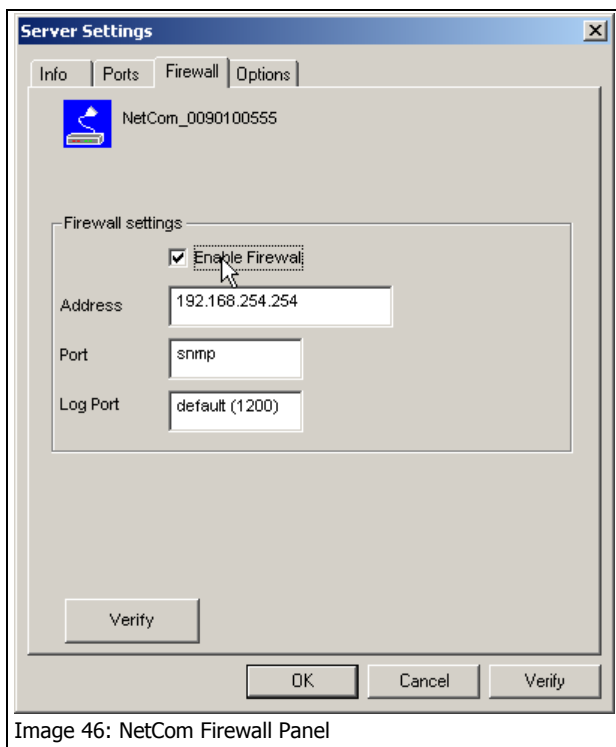 Server Settings
Info Ports Firewall Options
NetCom_0090100555
Firewall settings
Enable Firewal
Address 192.168.254.254
Port snmp
Log Port default (1200)
Verify
OK Cancel Verify
Image 46: NetCom Firewall Panel